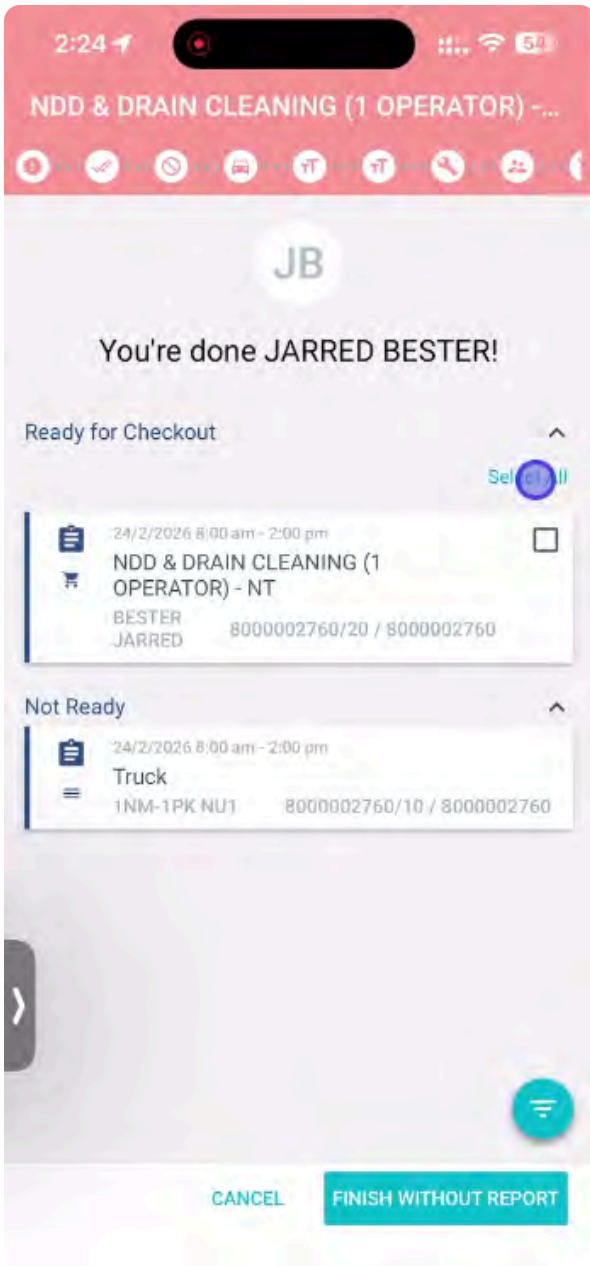 2:24
54
NDD & DRAIN CLEANING (1 OPERATOR) -...
JB
You're done JARRED BESTER!
Ready for Checkout
Select All
24/2/2026 8:00 am - 2:00 pm
NDD & DRAIN CLEANING (1
OPERATOR) - NT
BESTER
JARRED
8000002760/20 / 8000002760
Not Ready
24/2/2026 8:00 am - 2:00 pm
Truck
1NM-1PK NU1 8000002760/10 / 8000002760
CANCEL FINISH WITHOUT REPORT